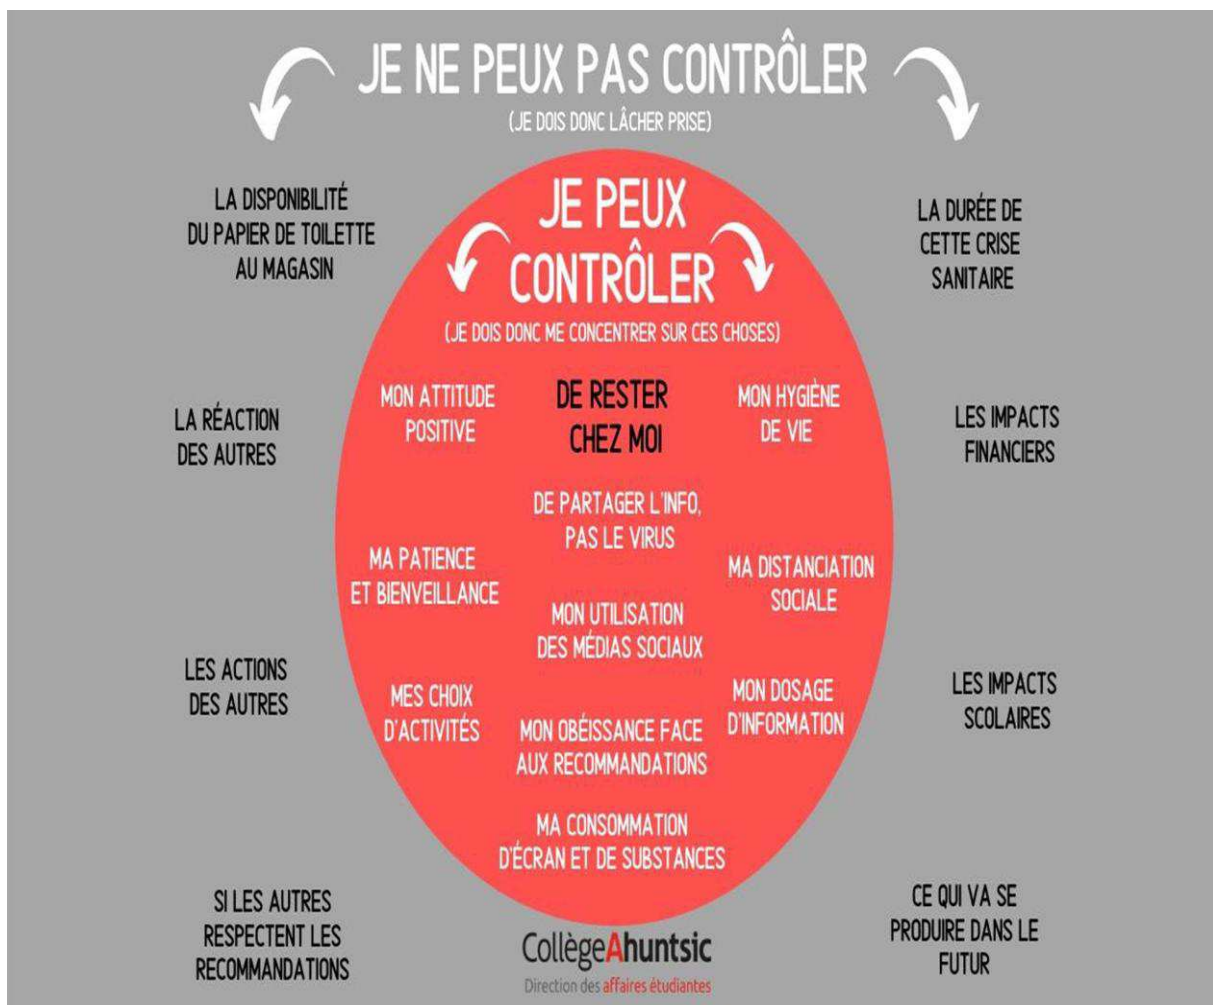 JE NE PEUX PAS CONTRÔLER
(JE DOIS DONC LÂCHER PRISE)
LA DISPONIBILITÉ
DU PAPIER DE TOILETTE
AU MAGASIN
LA RÉACTION
DES AUTRES
LES ACTIONS
DES AUTRES
SI LES AUTRES
RESPECTENT LES
RECOMMANDATIONS
JE PEUX
CONTRÔLER
(JE DOIS DONC ME CONCENTRER SUR CES CHOSES)
MON ATTITUDE
POSITIVE
MA PATIENCE
ET BIENVEILLANCE
MES CHOIX
D'ACTIVITÉS
DE RESTER
CHEZ MOI
DE PARTAGER L'INFO,
PAS LE VIRUS
MON UTILISATION
DES MÉDIAS SOCIAUX
MON OBÉISSANCE FACE
AUX RECOMMANDATIONS
MA CONSOMMATION
D'ÉCRAN ET DE SUBSTANCES
MON HYGIÈNE
DE VIE
MA DISTANCIATION
SOCIALE
MON DOSAGE
D'INFORMATION
LA DURÉE DE
CETTE CRISE
SANITAIRE
LES IMPACTS
FINANCIERS
LES IMPACTS
SCOLAIRES
CE QUI VA SE
PRODUIRE DANS LE
FUTUR
CollègeAhuntsic
Direction des affaires étudiantes